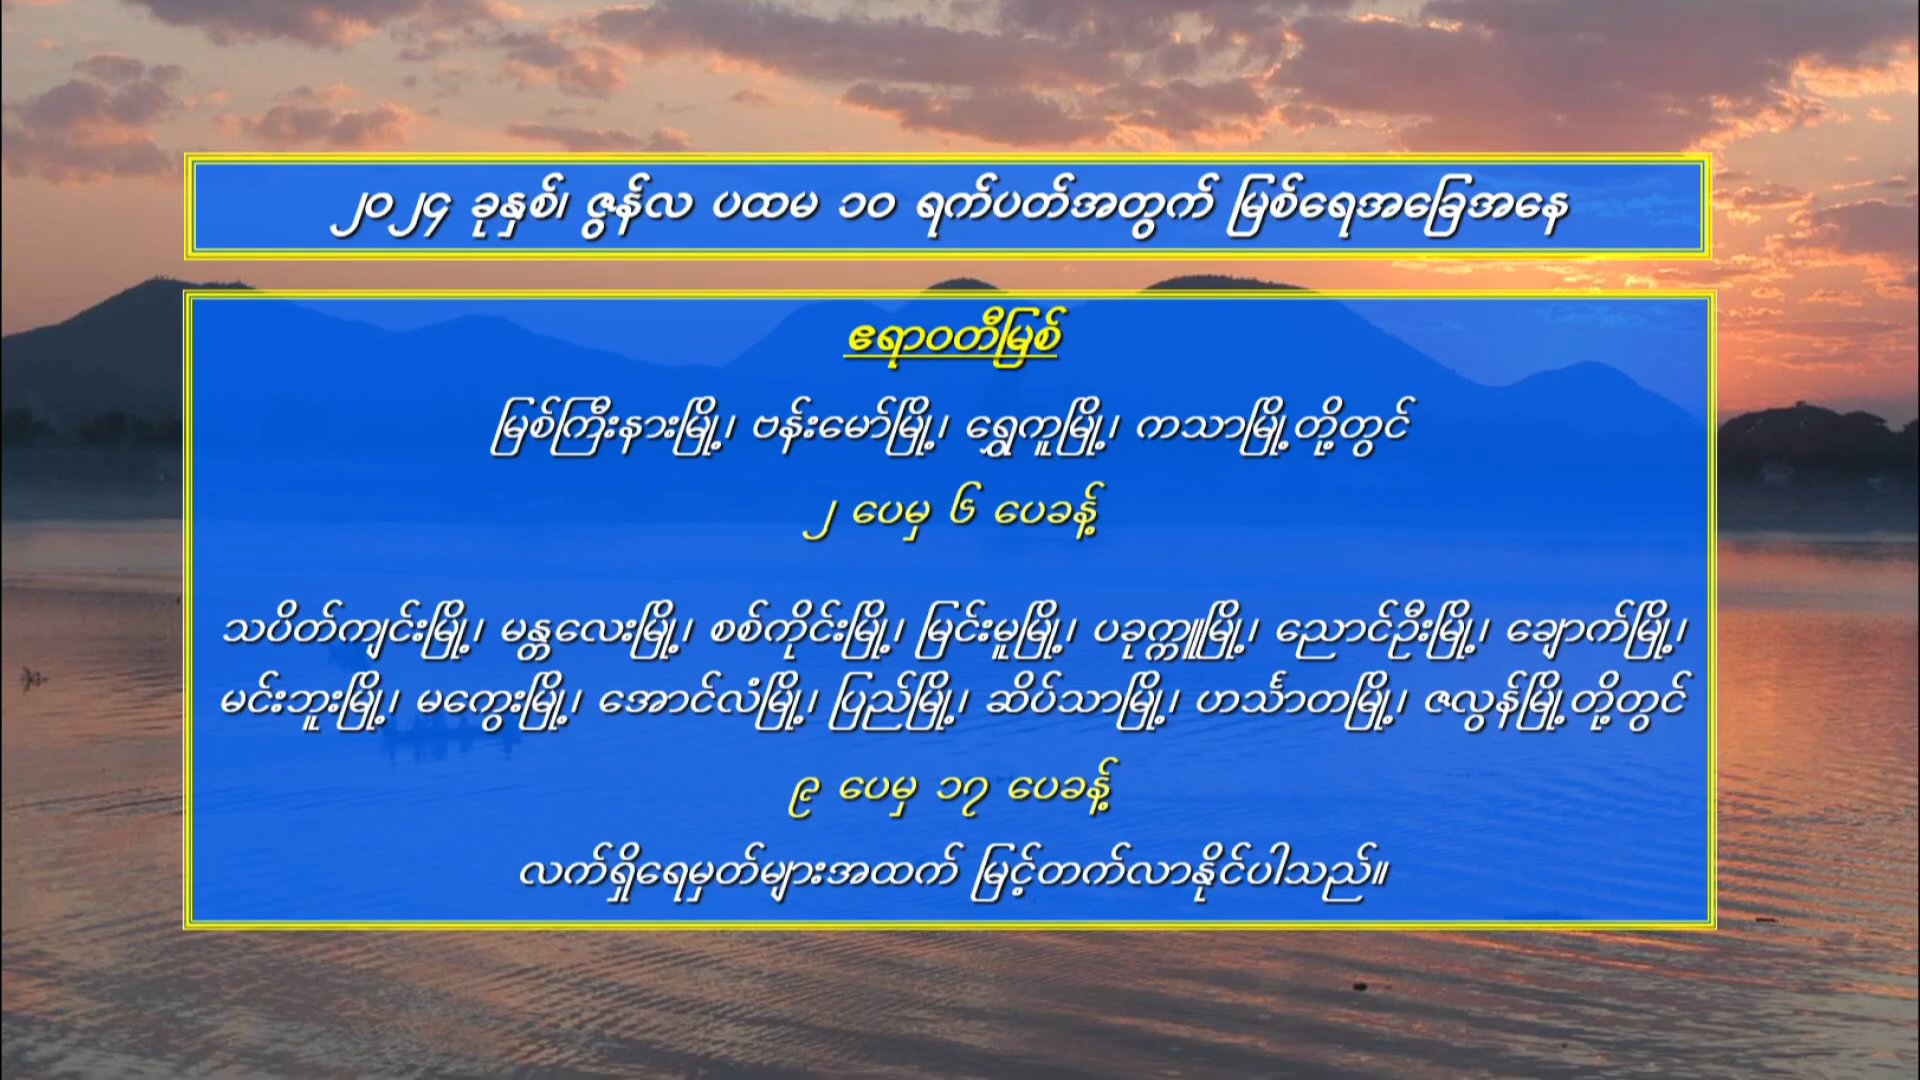 ၂၀၂၄ ခုနှစ်၊ ဇွန်လ ပထမ ၁၀ ရက်ပတ်အတွက် မြစ်ရေအခြေအနေ
ဧရာဝတီမြစ်
မြစ်ကြီးနားမြို့၊ ဗန်းမော်မြို့၊ ရွှေကူမြို့၊ ကသာမြို့တို့တွင်
၂ ပေမှ ၆ ပေခန့်
သပိတ်ကျင်းမြို့၊ မန္တလေးမြို့၊ စစ်ကိုင်းမြို့၊ မြင်းမူမြို့၊ ပခုက္ကူမြို့၊ ညောင်ဦးမြို့၊ ချောက်မြို့၊
မင်းဘူးမြို့၊ မကွေးမြို့၊ အောင်လံမြို့၊ ပြည်မြို့၊ ဆိပ်သာမြို့၊ ဟင်္သာတမြို့၊ ဇလွန်မြို့တို့တွင်
၉ ပေမှ ၁၇ ပေခန့်
လက်ရှိရေမှတ်များအထက် မြင့်တက်လာနိုင်ပါသည်။